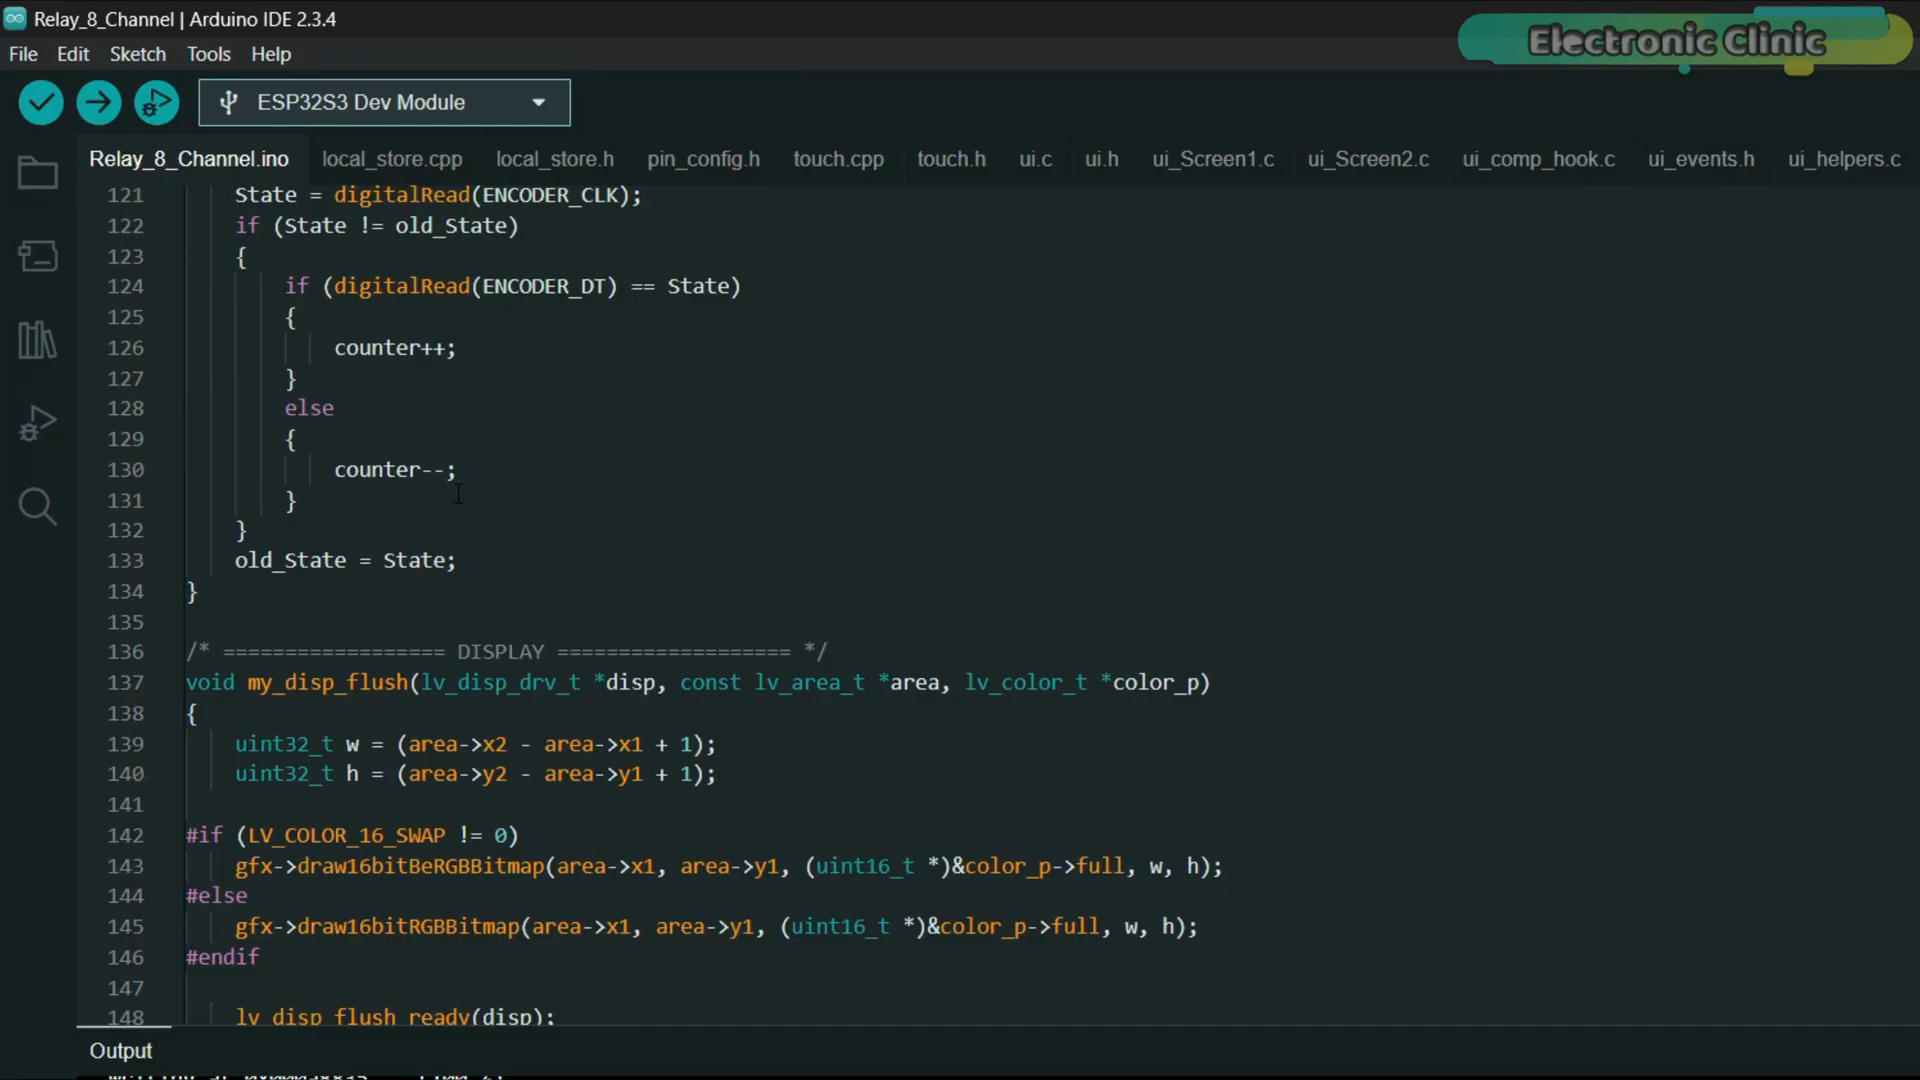 Relay_8_Channel | Arduino IDE 2.3.4
Electronic Clinic
File Edit Sketch Tools Help
ESP32S3 Dev Module
Relay_8_Channel.ino local_store.cpp local_store.h pin_config.h touch.cpp touch.h ui.c ui.h ui_Screen1.c ui_Screen2.c ui_comp_hook.c ui_events.h ui_helpers.c
121 State = digitalRead(ENCODER_CLK);
122 if (State != old_State)
123 {
124 if (digitalRead(ENCODER_DT) == State)
125 {
126 counter++;
127 }
128 else
129 {
130 counter--;
131 }
132 }
133 old_State = State;
134 }
135
136 /* ================== DISPLAY =================== */
137 void my_disp_flush(lv_disp_drv_t *disp, const lv_area_t *area, lv_color_t *color_p)
138 {
139 uint32_t w = (area->x2 - area->x1 + 1);
140 uint32_t h = (area->y2 - area->y1 + 1);
141
142 #if (LV_COLOR_16_SWAP != 0)
143 gfx->draw16bitBeRGBBitmap(area->x1, area->y1, (uint16_t *)&color_p->full, w, h);
144 #else
145 gfx->draw16bitRGBBitmap(area->x1, area->y1, (uint16_t *)&color_p->full, w, h);
146 #endif
147
148 lv_disp_flush_ready(disp);
Output